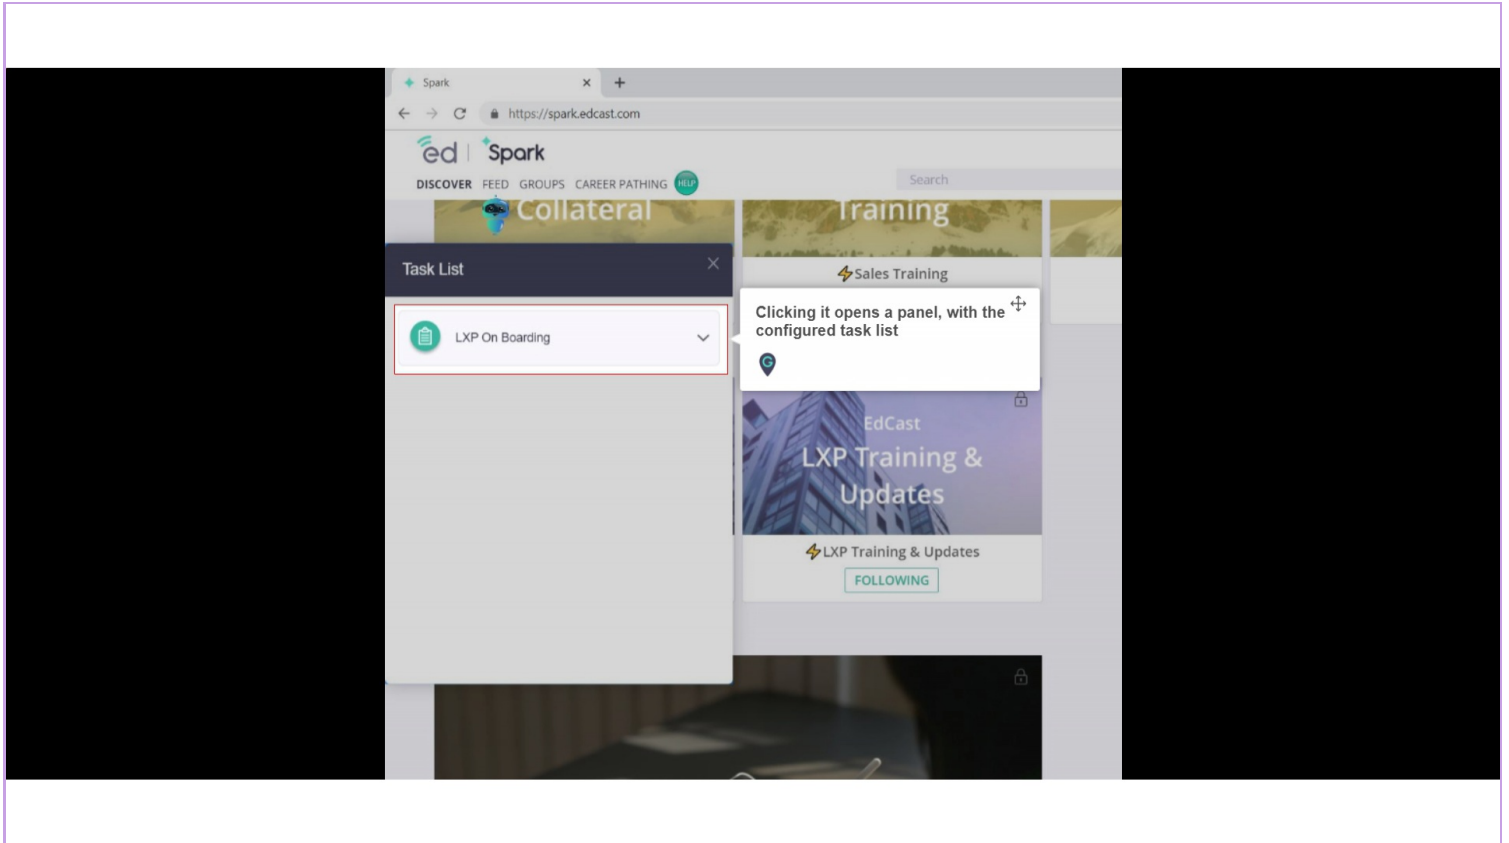 Spark
https://spark.edcast.com
ed | Spark
DISCOVER FEED GROUPS CAREER PATHING HELP
Search
Collateral
Training
Task List
Sales Training
Clicking it opens a panel, with the
configured task list
G
LXP On Boarding
EdCast
LXP Training &
Updates
LXP Training & Updates
FOLLOWING